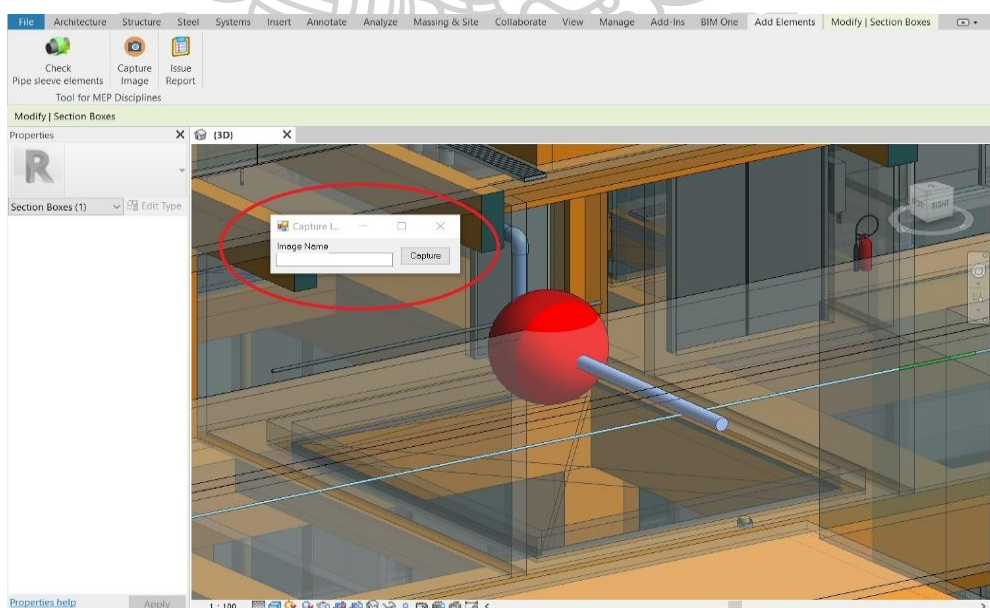 File Architecture Structure Steel Systems Insert Annotate Analyze Massing & Site Collaborate View Manage Add-Ins BIM One Add Elements Modify | Section Boxes
Check Capture Issue
Pipe sleeve elements Image Report
Tool for MEP Disciplines
Modify | Section Boxes
Properties X {3D} X
R
Section Boxes (1) Edit Type
Capture I...
Image Name
Capture
RIGHT
Properties help Apply 1 : 100